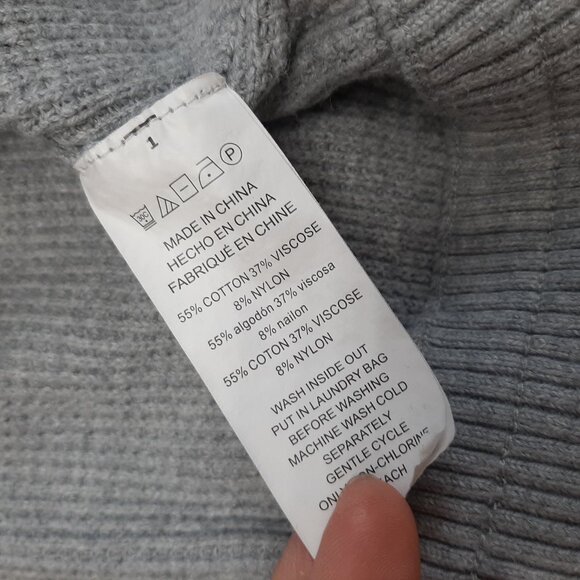 1
30C
P
MADE IN CHINA
HECHO EN CHINA
FABRIQUÉ EN CHINE
55% COTTON 37% VISCOSE
8% NYLON
55% algodón 37% viscosa
8% nailon
55% COTON 37% VISCOSE
8% NYLON
WASH INSIDE OUT
PUT IN LAUNDRY BAG
BEFORE WASHING
MACHINE WASH COLD
SEPARATELY
GENTLE CYCLE